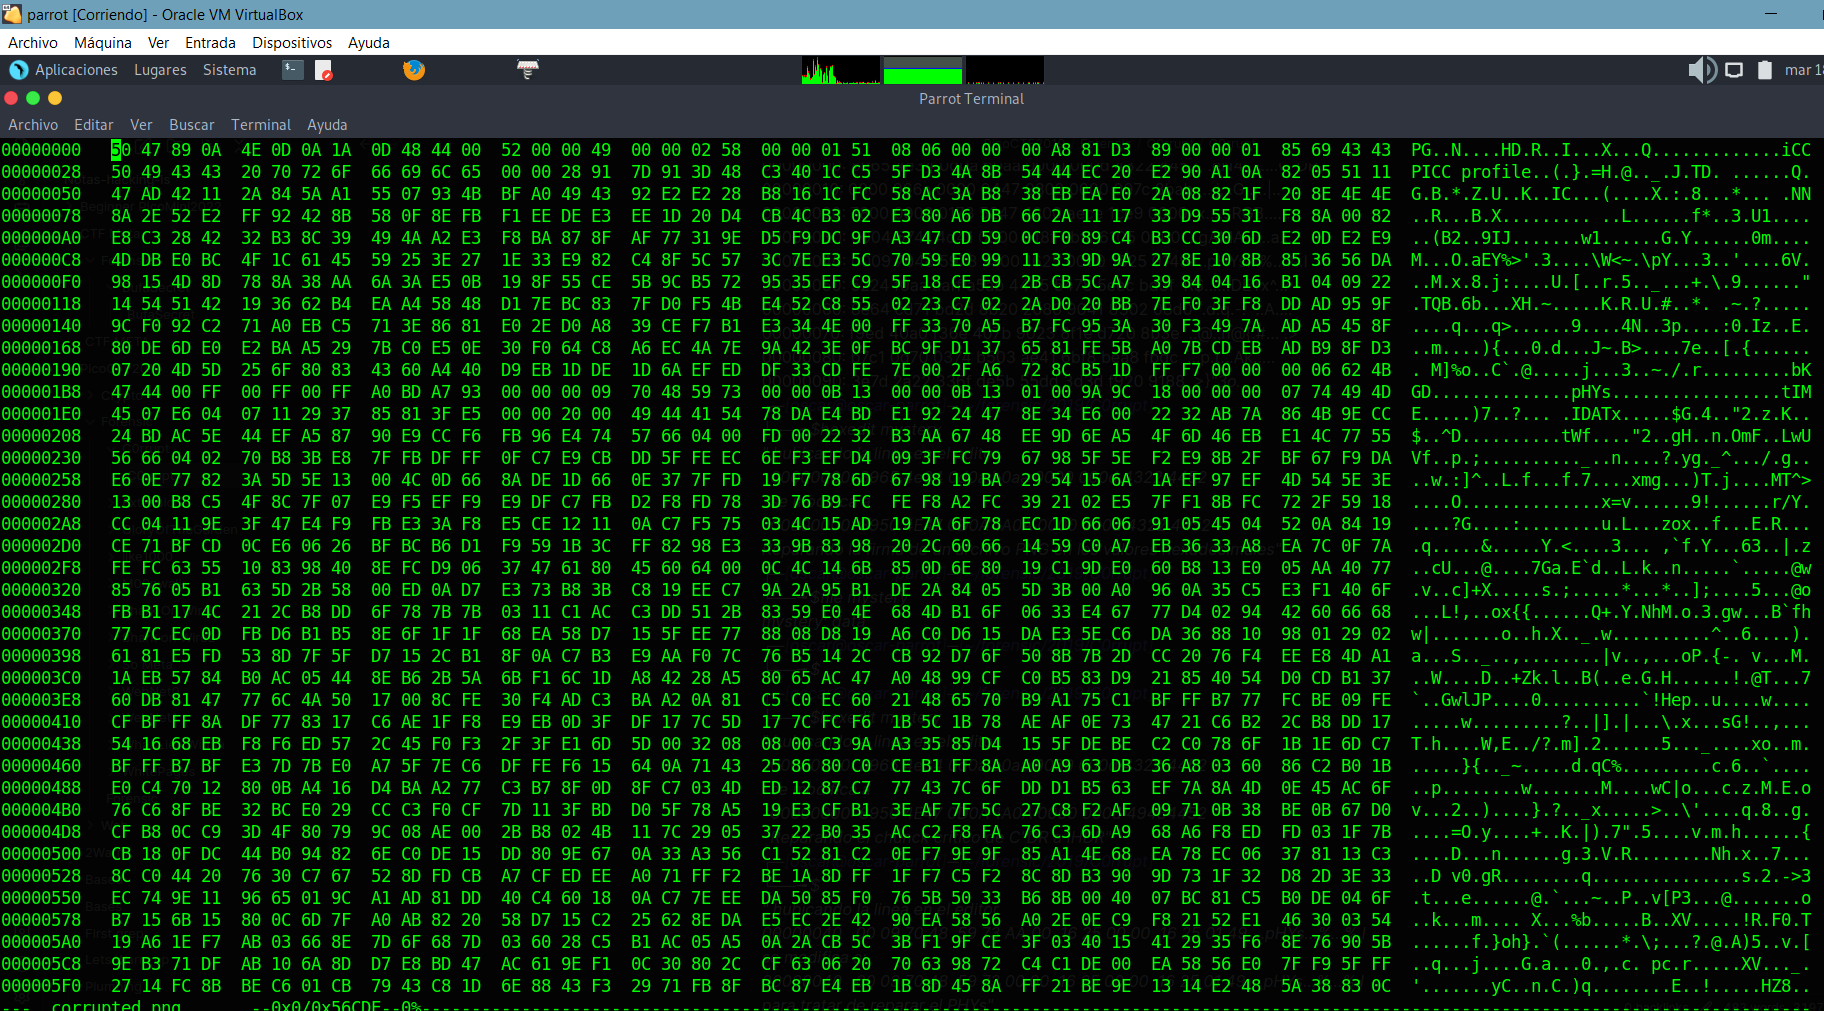 parrot [Corriendo] - Oracle VM VirtualBox
Archivo Máquina Ver Entrada Dispositivos Ayuda
Aplicaciones Lugares Sistema mar 18
Parrot Terminal
Archivo Editar Ver Buscar Terminal Ayuda
00000000 50 47 89 0A 4E 0D 0A 1A 0D 48 44 00 52 00 00 49 00 00 02 58 00 00 01 51 08 06 00 00 00 A8 81 D3 89 00 00 01 85 69 43 43 PG..N....HD.R..I...X...Q.............iCC
00000028 50 49 43 43 20 70 72 6F 66 69 6C 65 00 00 28 91 7D 91 3D 48 C3 40 1C C5 5F D3 4A 8B 54 44 EC 20 E2 90 A1 0A 82 05 51 11 PICC profile..(.}.=H.@.._.J.TD. ......Q.
00000050 47 AD 42 11 2A 84 5A A1 55 07 93 4B BF A0 49 43 92 E2 E2 28 B8 16 1C FC 58 AC 3A B8 38 EB EA E0 2A 08 82 1F 20 8E 4E 4E G.B.*.Z.U..K..IC...(....X.:.8...*... .NN
00000078 8A 2E 52 E2 FF 92 42 8B 58 0F 8E FB F1 EE DE E3 EE 1D 20 D4 CB 4C B3 02 E3 80 A6 DB 66 2A 11 17 33 D9 55 31 F8 8A 00 82
000000A0 E8 C3 28 42 32 B3 8C 39 49 4A A2 E3 F8 BA 87 8F AF 77 31 9E D5 F9 DC 9F A3 47 CD 59 0C F0 89 C4 B3 CC 30 6D E2 0D E2 E9 ..(B2..9IJ.......w1......G.Y......0m....
000000C8 4D DB E0 BC 4F 1C 61 45 59 25 3E 27 1E 33 E9 82 C4 8F 5C 57 3C 7E E3 5C 70 59 E0 99 11 33 9D 9A 27 8E 10 8B 85 36 56 DA M...O.aEY%>'.3....\W<~.\pY...3..'....6V.
000000F0 98 15 4D 8D 78 8A 38 AA 6A 3A E5 0B 19 8F 55 CE 5B 9C B5 72 95 35 EF C9 5F 18 CE E9 2B CB 5C A7 39 84 04 16 B1 04 09 22
00000118 14 54 51 42 19 36 62 B4 EA A4 58 48 D1 7E BC 83 7F D0 F5 4B E4 52 C8 55 02 23 C7 02 2A D0 20 BB 7E F0 3F F8 DD AD 95 9F .TQB.6b...XH.~.....K.R.U.#..*. .~.?.....
00000140 9C F0 92 C2 71 A0 EB C5 71 3E 86 81 E0 2E D0 A8 39 CE F7 B1 E3 34 4E 00 FF 33 70 A5 B7 FC 95 3A 30 F3 49 7A AD A5 45 8F ....q...q>......9....4N..3p....:0.Iz..E.
00000168 80 DE 6D E0 E2 BA A5 29 7B C0 E5 0E 30 F0 64 C8 A6 EC 4A 7E 9A 42 3E 0F BC 9F D1 37 65 81 FE 5B A0 7B CD EB AD B9 8F D3 ..m....){...0.d...J~.B>....7e..[.{......
00000190 07 20 4D 5D 25 6F 80 83 43 60 A4 40 D9 EB 1D DE 1D 6A EF ED DF 33 CD FE 7E 00 2F A6 72 8C B5 1D FF F7 00 00 00 06 62 4B . M]%o..C`.@.....j...3..~./.r.........bK
000001B8 47 44 00 FF 00 FF 00 FF A0 BD A7 93 00 00 00 09 70 48 59 73 00 00 0B 13 00 00 0B 13 01 00 9A 9C 18 00 00 00 07 74 49 4D GD..............pHYs.................tIM
000001E0 45 07 E6 04 07 11 29 37 85 81 3F E5 00 00 20 00 49 44 41 54 78 DA E4 BD E1 92 24 47 8E 34 E6 00 22 32 AB 7A 86 4B 9E CC E.....)7..?... .IDATx.....$G.4.."2.z.K..
00000208 24 BD AC 5E 44 EF A5 87 90 E9 CC F6 FB 96 E4 74 57 66 04 00 FD 00 22 32 B3 AA 67 48 EE 9D 6E A5 4F 6D 46 EB E1 4C 77 55 $..^D..........tWf...."2..gH..n.OmF..LwU
00000230 56 66 04 02 70 B8 3B E8 7F FB DF FF 0F C7 E9 CB DD 5F FE EC 6E F3 EF D4 09 3F FC 79 67 98 5F 5E F2 E9 8B 2F BF 67 F9 DA Vf..p.;.........._..n....?.yg._^.../.g..
00000258 E6 0E 77 82 3A 5D 5E 13 00 4C 0D 66 8A DE 1D 66 0E 37 7F FD 19 F7 78 6D 67 98 19 BA 29 54 15 6A 1A EF 97 EF 4D 54 5E 3E ..w.:]^..L.f...f.7....xmg...)T.j....MT^>
00000280 13 00 B8 C5 4F 8C 7F 07 E9 F5 EF F9 E9 DF C7 FB D2 F8 FD 78 3D 76 B9 FC FE F8 A2 FC 39 21 02 E5 7F F1 8B FC 72 2F 59 18
000002A8 CC 04 11 9E 3F 47 E4 F9 FB E3 3A F8 E5 CE 12 11 0A C7 F5 75 03 4C 15 AD 19 7A 6F 78 EC 1D 66 06 91 05 45 04 52 0A 84 19 ....?G....:........u.L...zox..f...E.R...
000002D0 CE 71 BF CD 0C E6 06 26 BF BC B6 D1 F9 59 1B 3C FF 82 98 E3 33 9B 83 98 20 2C 60 66 14 59 C0 A7 EB 36 33 A8 EA 7C 0F 7A .q.....&.....Y.<....3... ,`f.Y...63..|.z
000002F8 FE FC 63 55 10 83 98 40 8E FC D9 06 37 47 61 80 45 60 64 00 0C 4C 14 6B 85 0D 6E 80 19 C1 9D E0 60 B8 13 E0 05 AA 40 77 ..cU...@....7Ga.E`d..L.k..n.....`.....@w
00000320 85 76 05 B1 63 5D 2B 58 00 ED 0A D7 E3 73 B8 3B C8 19 EE C7 9A 2A 95 B1 DE 2A 84 05 5D 3B 00 A0 96 0A 35 C5 E3 F1 40 6F .v..c]+X.....s.;.....*...*..];....5...@o
00000348 FB B1 17 4C 21 2C B8 DD 6F 78 7B 7B 03 11 C1 AC C3 DD 51 2B 83 59 E0 4E 68 4D B1 6F 06 33 E4 67 77 D4 02 94 42 60 66 68 ...L!,..ox{{......Q+.Y.NhM.o.3.gw...B`fh
00000370 77 7C EC 0D FB D6 B1 B5 8E 6F 1F 1F 68 EA 58 D7 15 5F EE 77 88 08 D8 19 A6 C0 D6 15 DA E3 5E C6 DA 36 88 10 98 01 29 02 w|.......o..h.X.._.w..........^..6....).
00000398 61 81 E5 FD 53 8D 7F 5F D7 15 2C B1 8F 0A C7 B3 E9 AA F0 7C 76 B5 14 2C CB 92 D7 6F 50 8B 7B 2D CC 20 76 F4 EE E8 4D A1 a...S.._..,........|v..,...oP.{-. v...M.
000003C0 1A EB 57 84 B0 AC 05 44 8E B6 2B 5A 6B F1 6C 1D A8 42 28 A5 80 65 AC 47 A0 48 99 CF C0 B5 83 D9 21 85 40 54 D0 CD B1 37
000003E8 60 DB 81 47 77 6C 4A 50 17 00 8C FE 30 F4 AD C3 BA A2 0A 81 C5 C0 EC 60 21 48 65 70 B9 A1 75 C1 BF FF B7 77 FC BE 09 FE `..GwlJP....0.........`!Hep..u....w.....
00000410 CF BF FF 8A DF 77 83 17 C6 AE 1F F8 E9 EB 0D 3F DF 17 7C 5D 17 7C FC F6 1B 5C 1B 78 AE AF 0E 73 47 21 C6 B2 2C B8 DD 17 .....w.........?..|].|...\.x...sG!..,...
00000438 54 16 68 EB F8 F6 ED 57 2C 45 F0 F3 2F 3F E1 6D 5D 00 32 08 08 00 C3 9A A3 35 85 D4 15 5F DE BE C2 C0 78 6F 1B 1E 6D C7 T.h....W,E../?.m].2......5..._....xo..m.
00000460 BF FF B7 BF E3 7D 7B E0 A7 5F 7E C6 DF FE F6 15 64 0A 71 43 25 86 80 C0 CE B1 FF 8A A0 A9 63 DB 36 A8 03 60 86 C2 B0 1B .....}{.._~.....d.qC%.........c.6..`....
00000488 E0 C4 70 12 80 0B A4 16 D4 BA A2 77 C3 B7 8F 0D 8F C7 03 4D ED 12 87 C7 77 43 7C 6F DD D1 B5 63 EF 7A 8A 4D 0E 45 AC 6F ..p........w.......M....wC|o...c.z.M.E.o
000004B0 76 C6 8F BE 32 BC E0 29 CC C3 F0 CF 7D 11 3F BD D0 5F 78 A5 19 E3 CF B1 3E AF 7F 5C 27 C8 F2 AF 09 71 0B 38 BE 0B 67 D0 v...2..)....}.?.._x.....>..\'....q.8..g.
000004D8 CF B8 0C C9 3D 4F 80 79 9C 08 AE 00 2B B8 02 4B 11 7C 29 05 37 22 B0 35 AC C2 F8 FA 76 C3 6D A9 68 A6 F8 ED FD 03 1F 7B ....=O.y....+..K.|).7".5....v.m.h......{
00000500 CB 18 0F DC 44 B0 94 82 6E C0 DE 15 DD 80 9E 67 0A 33 A3 56 C1 52 81 C2 0E F7 9E 9F 85 A1 4E 68 EA 78 EC 06 37 81 13 C3 ....D...n......g.3.V.R.......Nh.x..7...
00000528 8C C0 44 20 76 30 C7 67 52 8D FD CB A7 CF ED EE A0 71 FF F2 BE 1A 8D FF 1F F7 C5 F2 8C 8D B3 90 9D 73 1F 32 D8 2D 3E 33 ..D v0.gR........q...............s.2.->3
00000550 EC 74 9E 11 96 65 01 9C A1 AD 81 DD 40 C4 60 18 0A C7 7E EE DA 50 85 F0 76 5B 50 33 B6 8B 00 40 07 BC 81 C5 B0 DE 04 6F .t...e......@.`...~..P..v[P3...@.......o
00000578 B7 15 6B 15 80 0C 6D 7F A0 AB 82 20 58 D7 15 C2 25 62 8E DA E5 EC 2E 42 90 EA 58 56 A0 2E 0E C9 F8 21 52 E1 46 30 03 54
000005A0 19 A6 1E F7 AB 03 66 8E 7D 6F 68 7D 03 60 28 C5 B1 AC 05 A5 0A 2A CB 5C 3B F1 9F CE 3F 03 40 15 41 29 35 F6 8E 76 90 5B ......f.}oh}.`(......*.\;...?.@.A)5..v.[
000005C8 9E B3 71 DF AB 10 6A 8D D7 E8 BD 47 AC 61 9E F1 0C 30 80 2C CF 63 06 20 70 63 98 72 C4 C1 DE 00 EA 58 56 E0 7F F9 5F FF ..q...j....G.a...0.,.c. pc.r.....XV..._.
000005F0 27 14 FC 8B BE C6 01 CB 79 43 C8 1D 6E 88 43 F3 29 71 FB 8F BC 87 E4 EB 1B 8D 45 8A FF 21 BE 9E 13 14 E2 48 5A 38 83 0C '.......yC..n.C.)q.......E..!.....HZ8..
--- corrupted.png --0x0/0x56CDE--0%